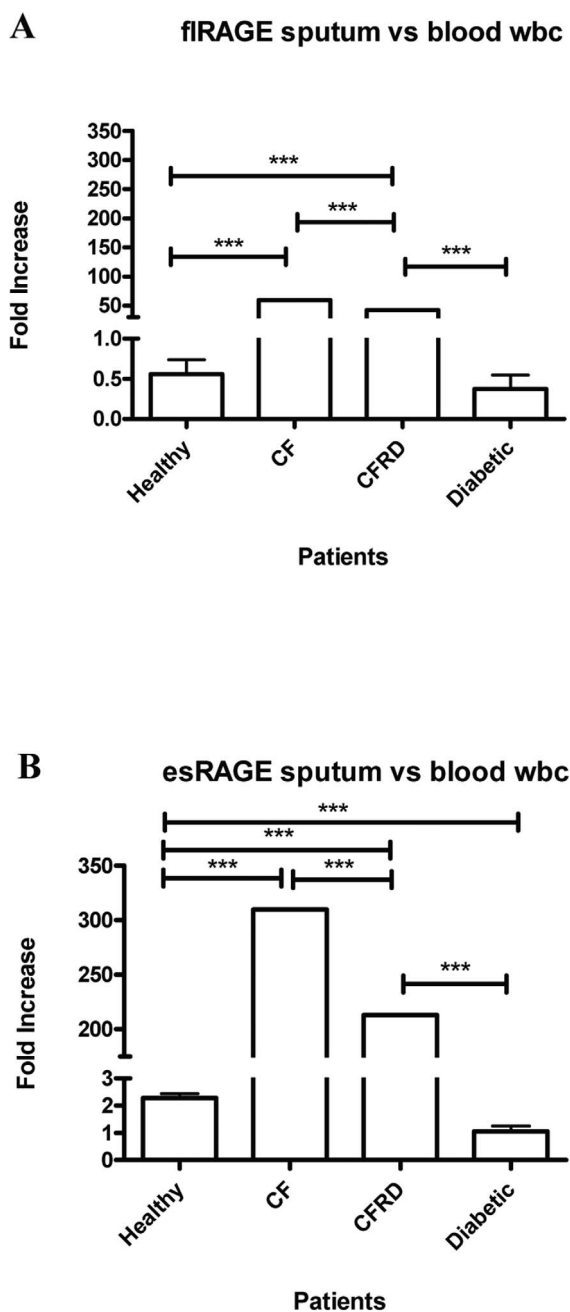 A
flRAGE sputum vs blood wbc
350
300
250
200
150
100
50
1.0
0.5
0.0
Fold Increase
***
***
***
***
Healthy
CF
CFRD
Diabetic
Patients
B
esRAGE sputum vs blood wbc
350
300
250
200
3
2
1
0
Fold Increase
***
***
***
***
***
Healthy
CF
CFRD
Diabetic
Patients